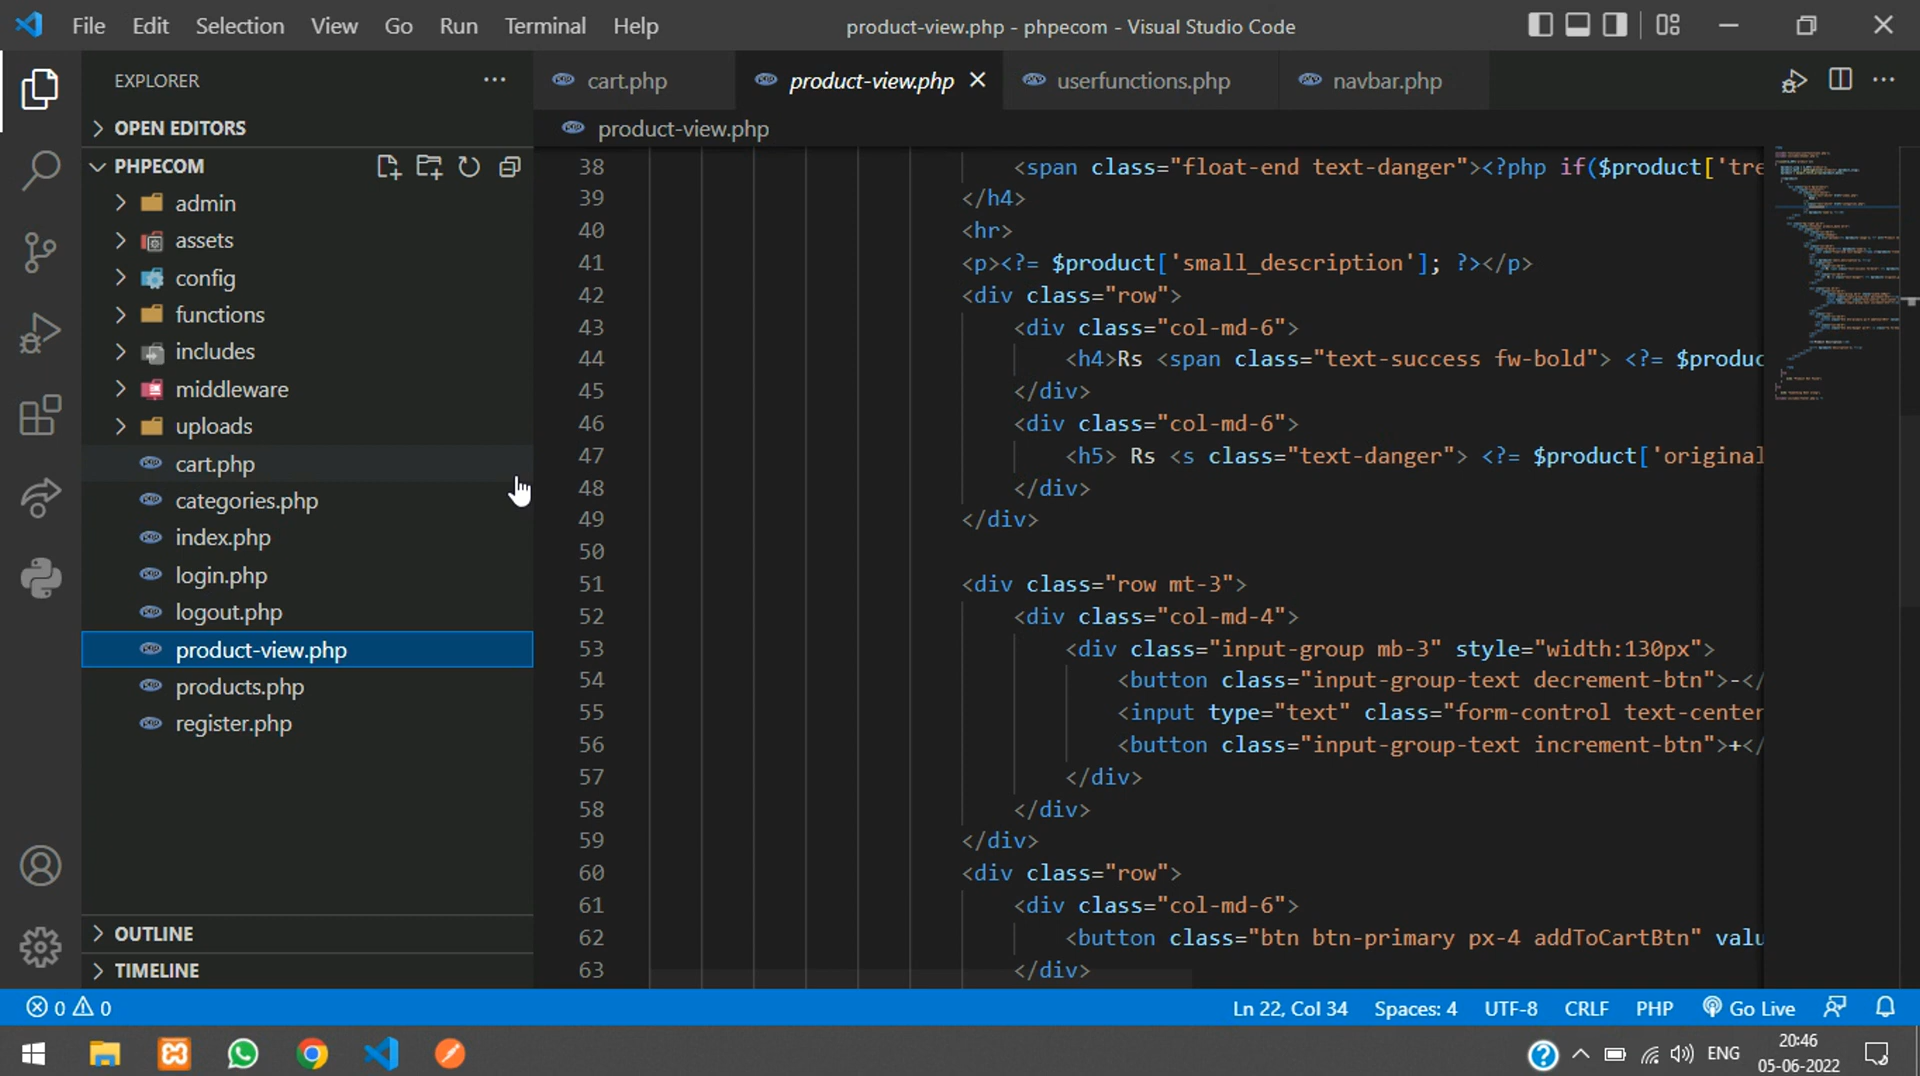 File Edit Selection View Go Run Terminal Help
product-view.php - phpecom - Visual Studio Code
EXPLORER
OPEN EDITORS
PHPECOM
admin
assets
config
functions
includes
middleware
uploads
cart.php
categories.php
index.php
login.php
logout.php
product-view.php
products.php
register.php
OUTLINE
TIMELINE
cart.php product-view.php userfunctions.php navbar.php
product-view.php
38 <span class="float-end text-danger"><?php if($product['tre
39 </h4>
40 <hr>
41 <p><?= $product['small_description']; ?></p>
42 <div class="row">
43 <div class="col-md-6">
44 <h4>Rs <span class="text-success fw-bold"> <?= $produc
45 </div>
46 <div class="col-md-6">
47 <h5> Rs <s class="text-danger"> <?= $product['original
48 </div>
49 </div>
50
51 <div class="row mt-3">
52 <div class="col-md-4">
53 <div class="input-group mb-3" style="width:130px">
54 <button class="input-group-text decrement-btn">-</
55 <input type="text" class="form-control text-center
56 <button class="input-group-text increment-btn">+</
57 </div>
58 </div>
59 </div>
60 <div class="row">
61 <div class="col-md-6">
62 <button class="btn btn-primary px-4 addToCartBtn" valu
63 </div>
0 0 Ln 22, Col 34 Spaces: 4 UTF-8 CRLF PHP Go Live
ENG
20:46
05-06-2022